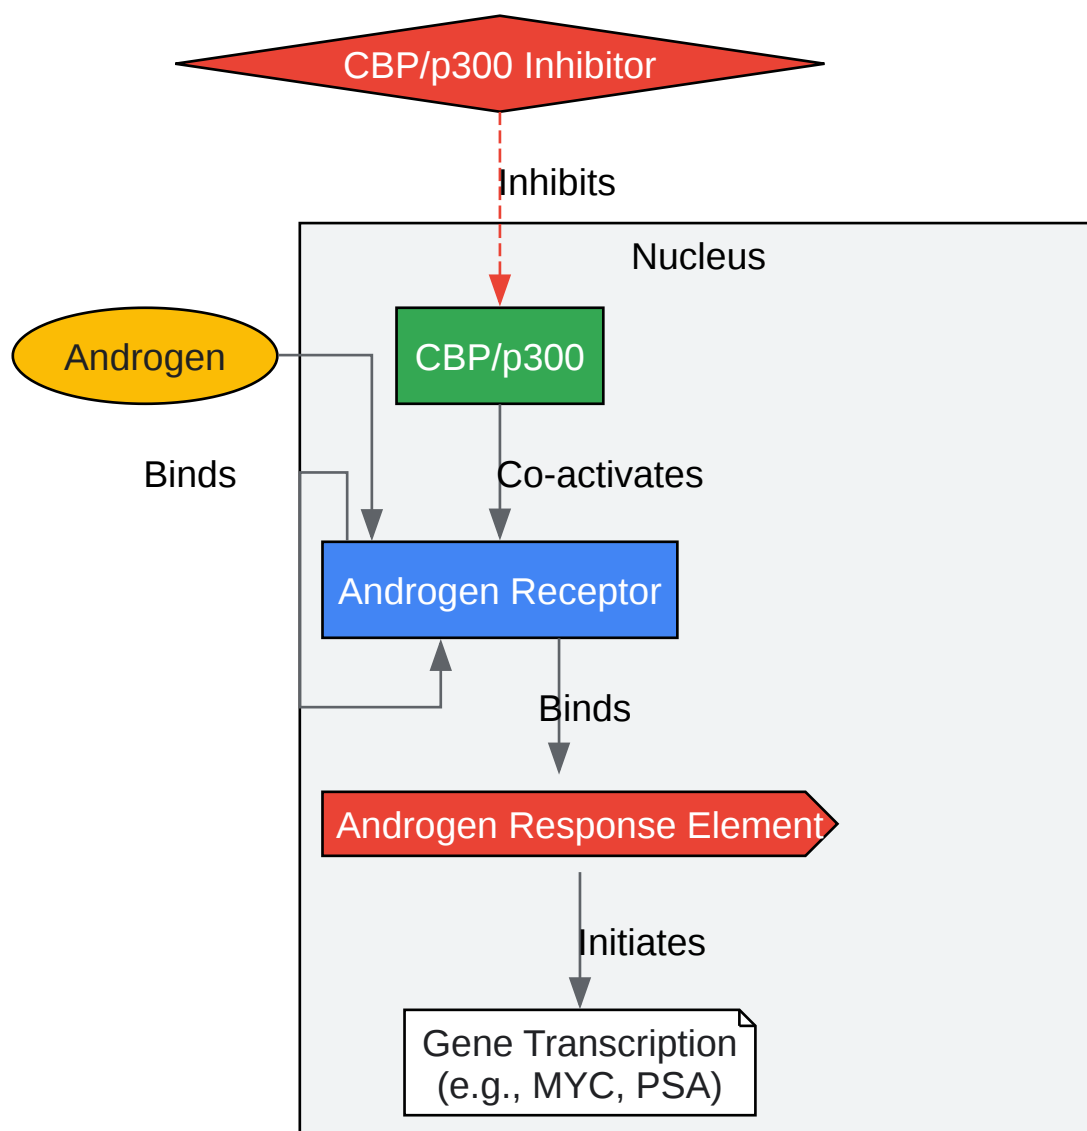 CBP/p300 Inhibitor
Inhibits
Nucleus
Androgen
CBP/p300
Binds
Co-activates
Androgen Receptor
Binds
Androgen Response Element
Initiates
Gene Transcription
(e.g., MYC, PSA)